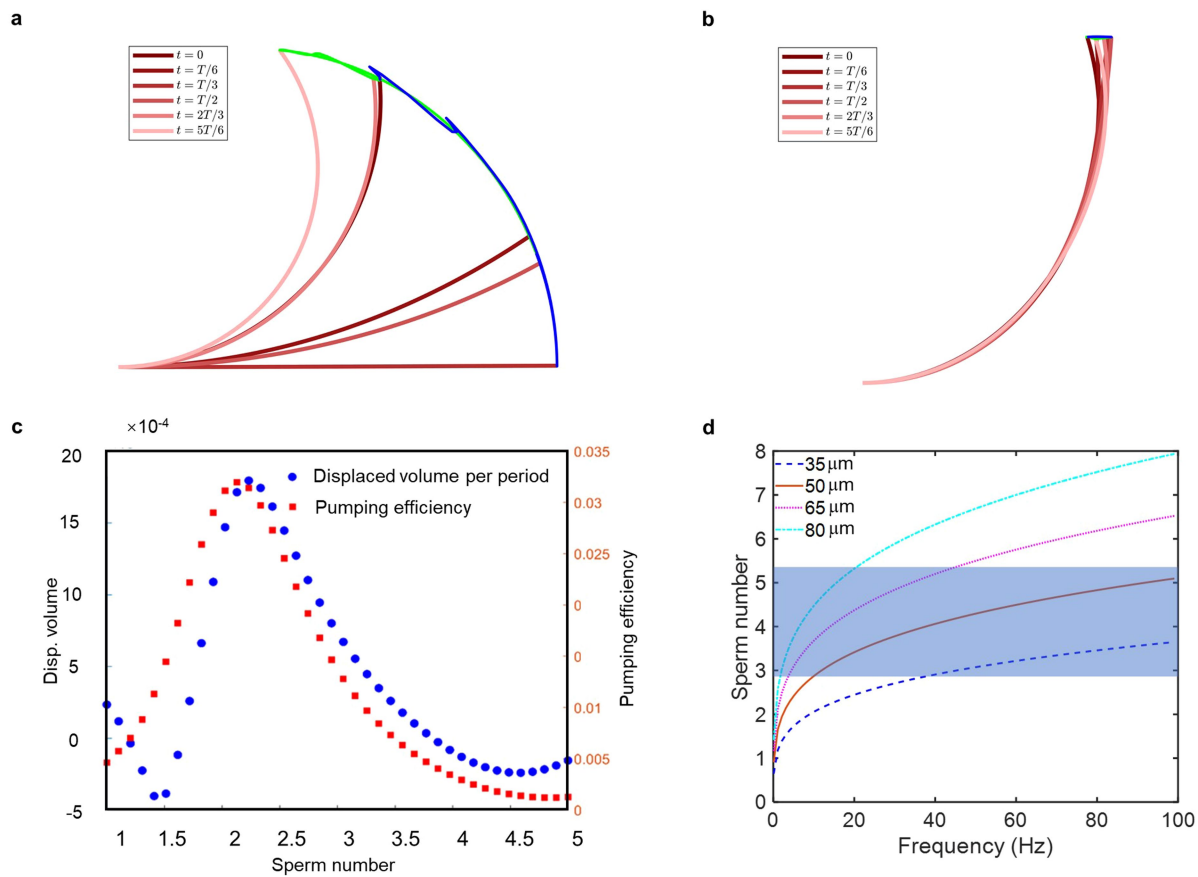 a
t = 0
t = T/6
t = T/3
t = T/2
t = 2T/3
t = 5T/6
b
t = 0
t = T/6
t = T/3
t = T/2
t = 2T/3
t = 5T/6
c
×10⁻⁴
20
15
10
5
0
-5
Disp. volume
Displaced volume per period
Pumping efficiency
0.035
0.03
0.025
0
0
0.01
0.005
0
Pumping efficiency
1 1.5 2 2.5 3 3.5 4 4.5 5
Sperm number
d
8
7
6
5
4
3
2
1
0
Sperm number
35 μm
50 μm
65 μm
80 μm
0 20 40 60 80 100
Frequency (Hz)